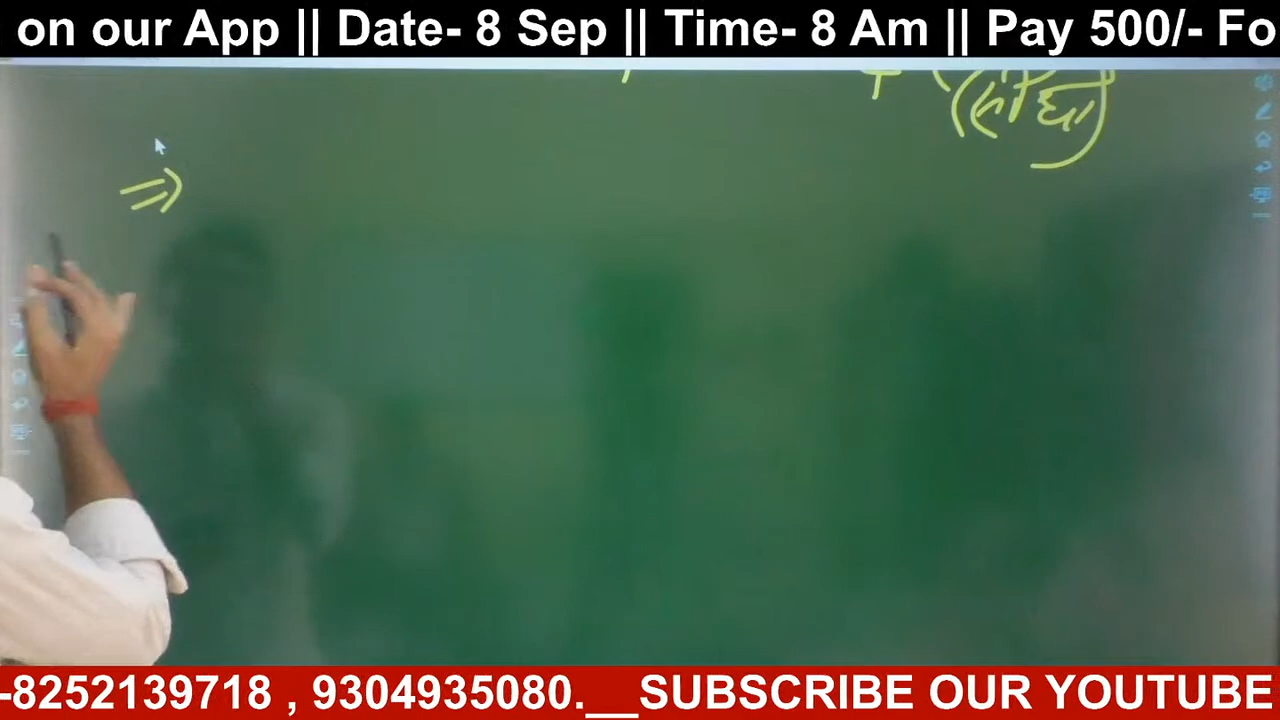 on our App || Date- 8 Sep || Time- 8 Am || Pay 500/- Fo
⇒
-8252139718 , 9304935080.__SUBSCRIBE OUR YOUTUBE